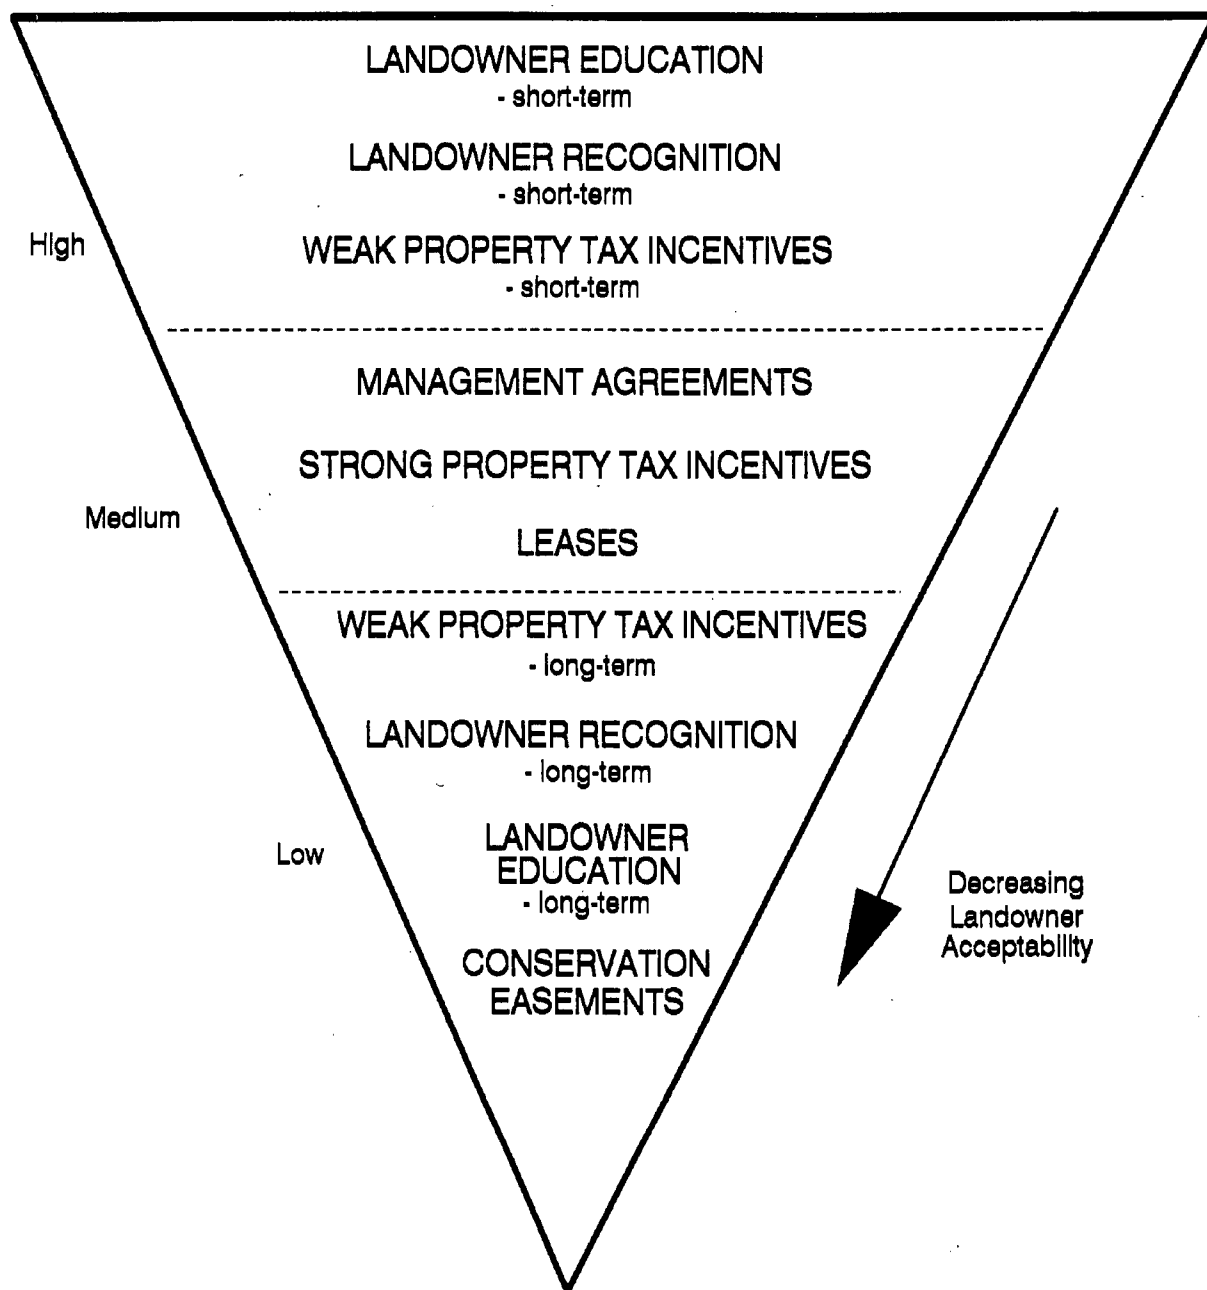 LANDOWNER EDUCATION
- short-term
LANDOWNER RECOGNITION
- short-term
High
WEAK PROPERTY TAX INCENTIVES
- short-term
MANAGEMENT AGREEMENTS
STRONG PROPERTY TAX INCENTIVES
Medium
LEASES
WEAK PROPERTY TAX INCENTIVES
- long-term
LANDOWNER RECOGNITION
- long-term
Low
LANDOWNER
EDUCATION
- long-term
CONSERVATION
EASEMENTS
Decreasing
Landowner
Acceptability